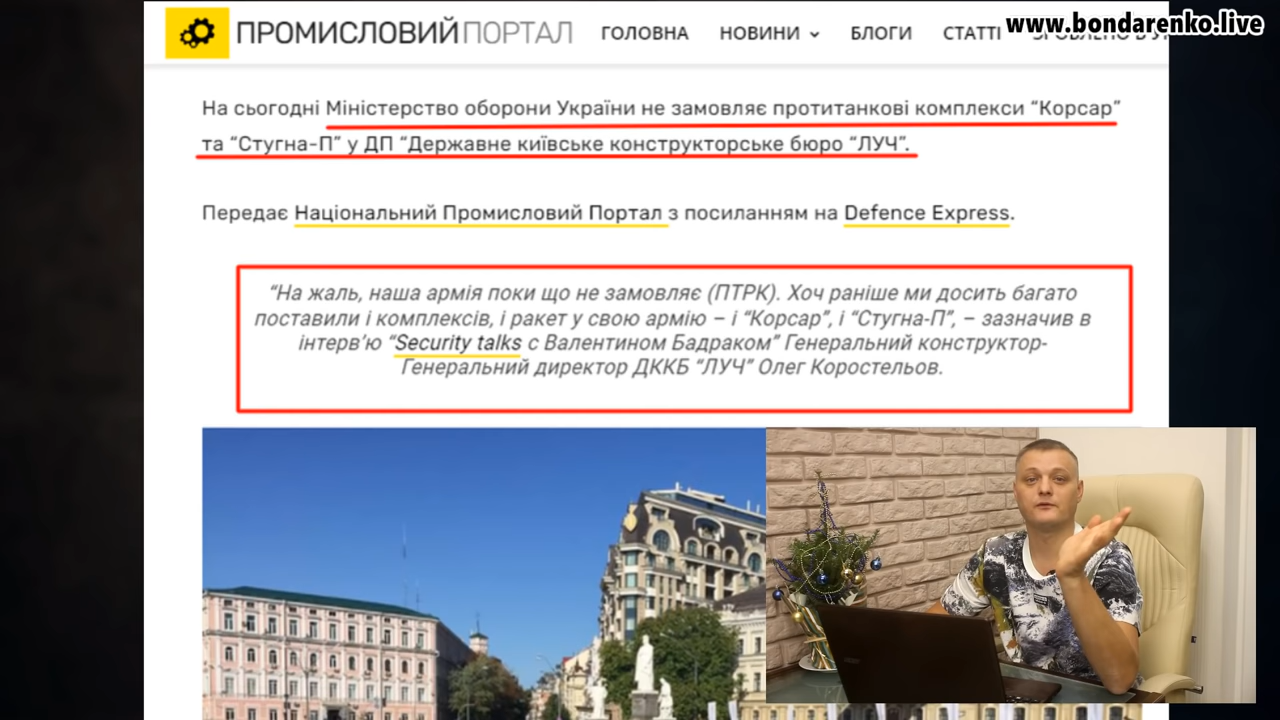 www.bondarenko.live
ПРОМИСЛОВИЙ ПОРТАЛ ГОЛОВНА НОВИНИ БЛОГИ СТАТТІ
На сьогодні Міністерство оборони України не замовляє протитанкові комплекси “Корсар”
та “Стугна-П” у ДП “Державне київське конструкторське бюро “ЛУЧ”.
Передає Національний Промисловий Портал з посиланням на Defence Express.
“На жаль, наша армія поки що не замовляє (ПТРК). Хоч раніше ми досить багато
поставили і комплексів, і ракет у свою армію – і “Корсар”, і “Стугна-П”, – зазначив в
інтерв’ю “Security talks с Валентином Бадраком” Генеральний конструктор-
Генеральний директор ДККБ “ЛУЧ” Олег Коростельов.